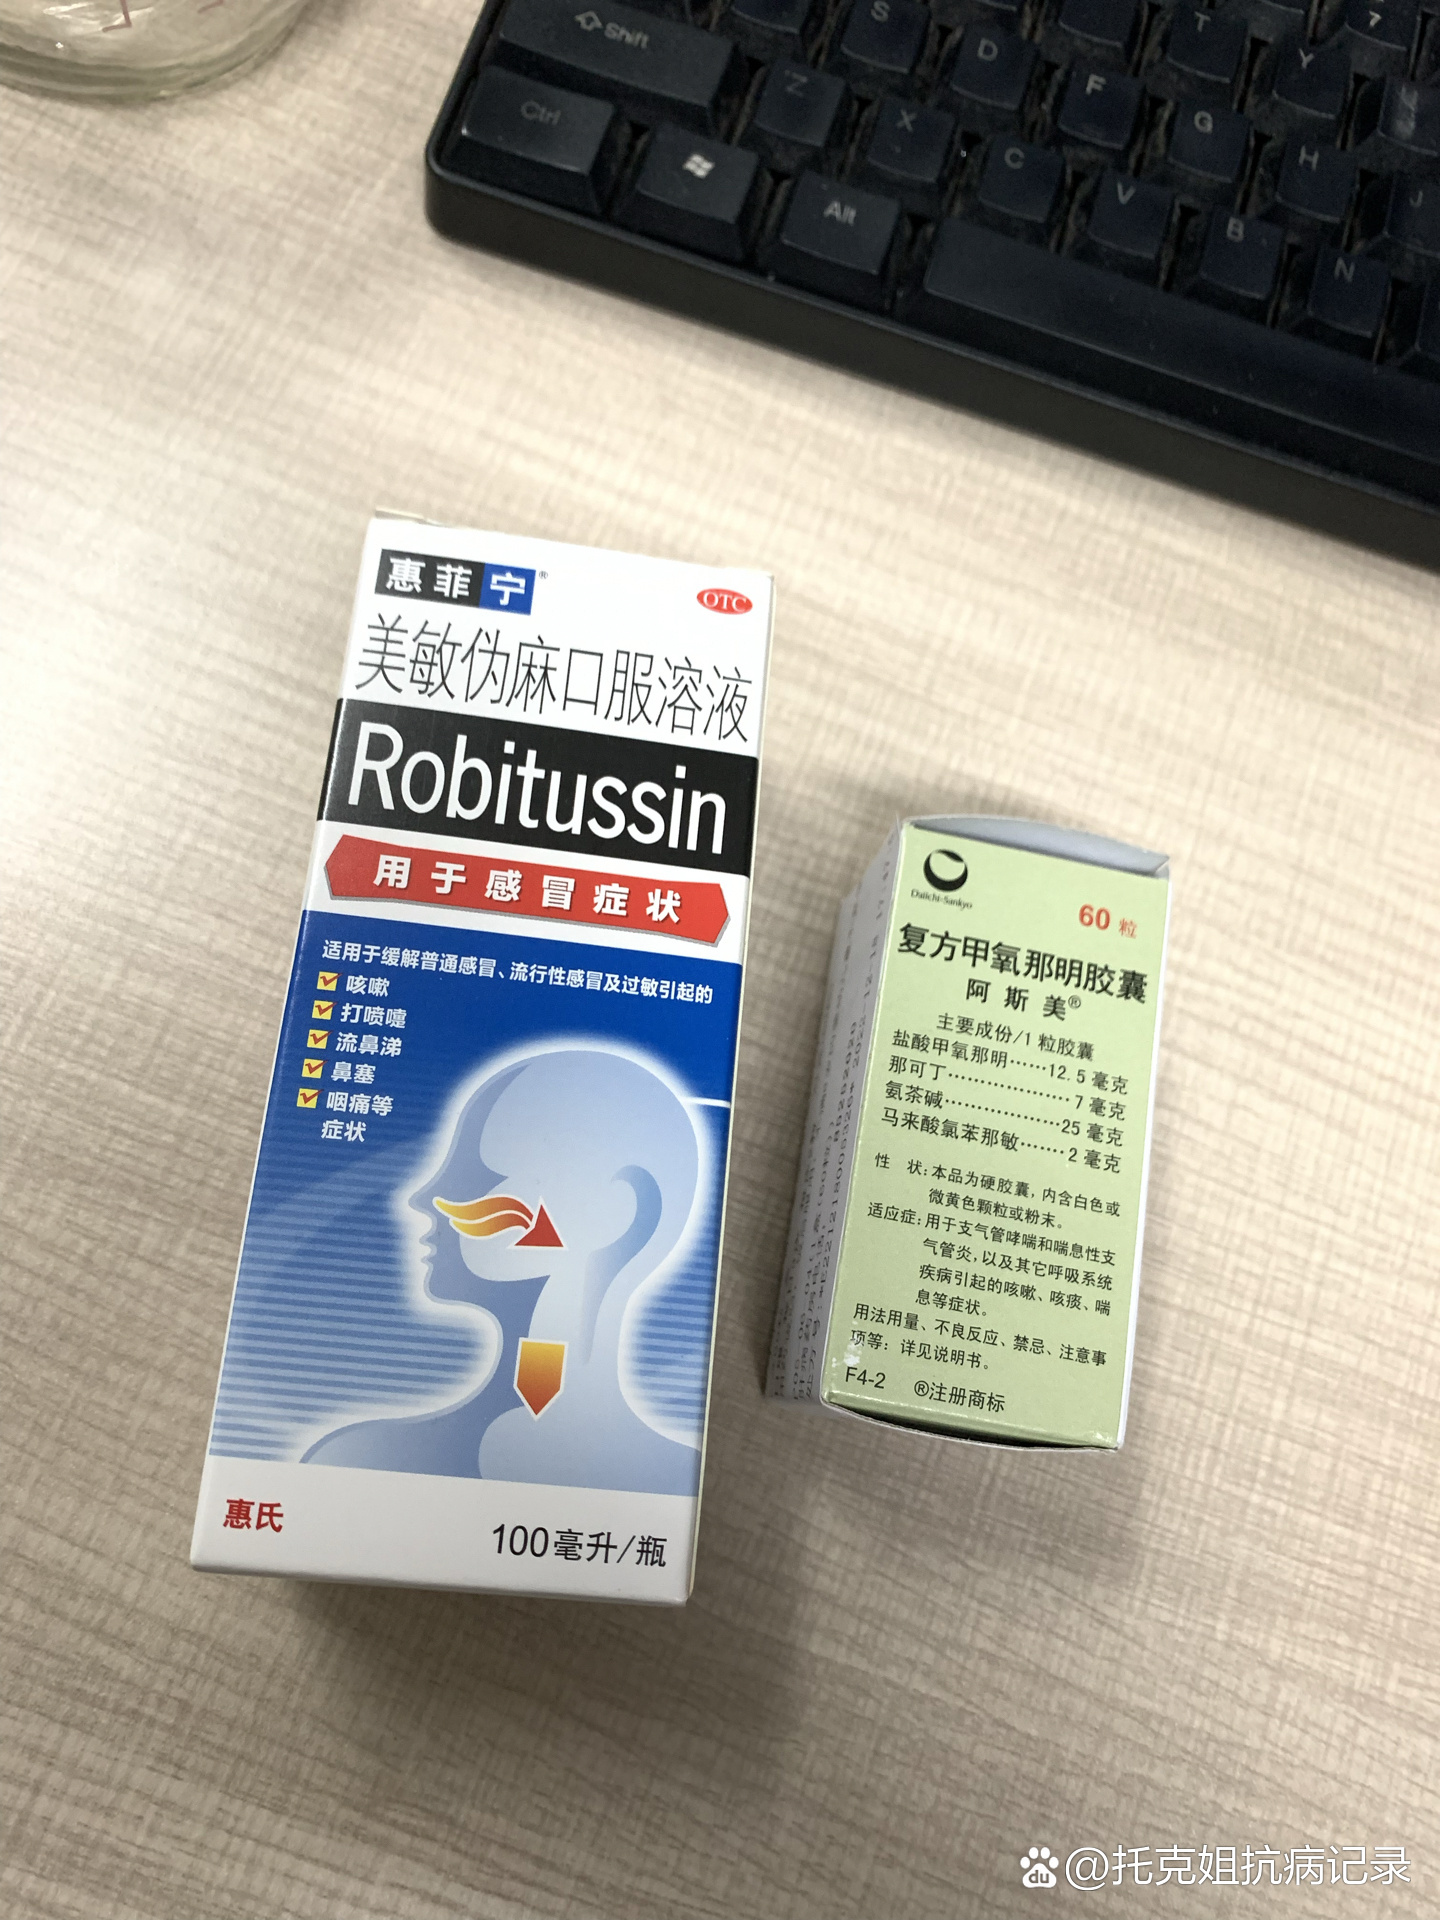 Shift
S
D
T
Y
7
Ctrl
Z
X
F
G
H
J
Alt
C
V
B
N
惠菲宁®
OTC
美敏伪麻口服溶液
Robitussin
用于感冒症状
适用于缓解普通感冒、流行性感冒及过敏引起的
咳嗽
打喷嚏
流鼻涕
鼻塞
咽痛等
症状
惠氏
100毫升/瓶
Daiichi-Sankyo
60 粒
复方甲氧那明胶囊
阿斯美®
主要成份/1 粒胶囊
盐酸甲氧那明……12.5 毫克
那可丁…………………7 毫克
氨茶碱…………………25 毫克
马来酸氯苯那敏……2 毫克
性 状:本品为硬胶囊,内含白色或
微黄色颗粒或粉末。
适应症:用于支气管哮喘和喘息性支
气管炎,以及其它呼吸系统
疾病引起的咳嗽、咳痰、喘
息等症状。
用法用量、不良反应、禁忌、注意事
项等:详见说明书。
F4-2 ®注册商标
du @托克姐抗病记录